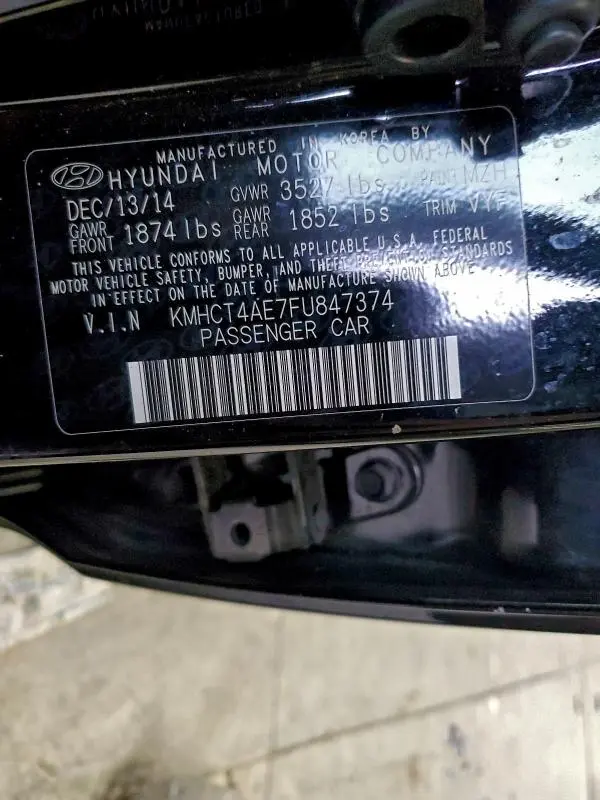 MANUFACTURED IN KOREA BY
HYUNDAI MOTOR COMPANY
DEC/13/14 GVWR 3527 lbs PAINT MZH
GAWR FRONT 1874 lbs GAWR REAR 1852 lbs TRIM VYF
THIS VEHICLE CONFORMS TO ALL APPLICABLE U.S.A. FEDERAL
MOTOR VEHICLE SAFETY, BUMPER, AND THEFT PREVENTION STANDARDS
IN EFFECT ON THE DATE OF MANUFACTURE SHOWN ABOVE
V.I.N KMHCT4AE7FU847374
PASSENGER CAR